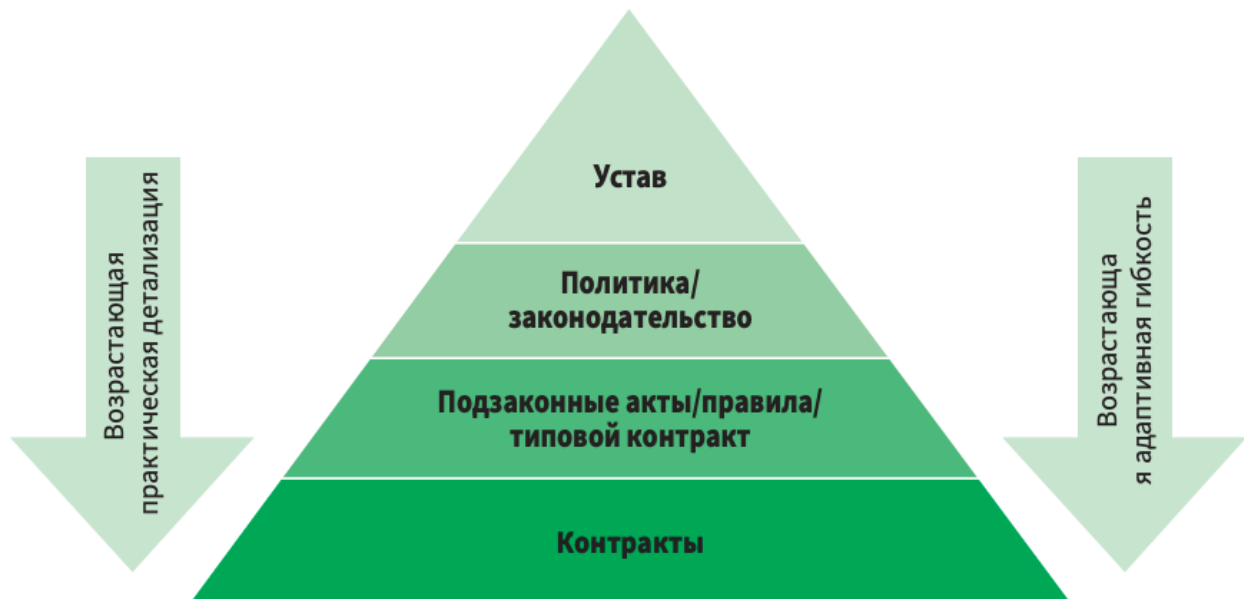 Устав
Политика/
законодательство
Подзаконные акты/правила/
типовой контракт
Контракты
Возрастающая
практическая детализация
Возрастающа
я адаптивная гибкость